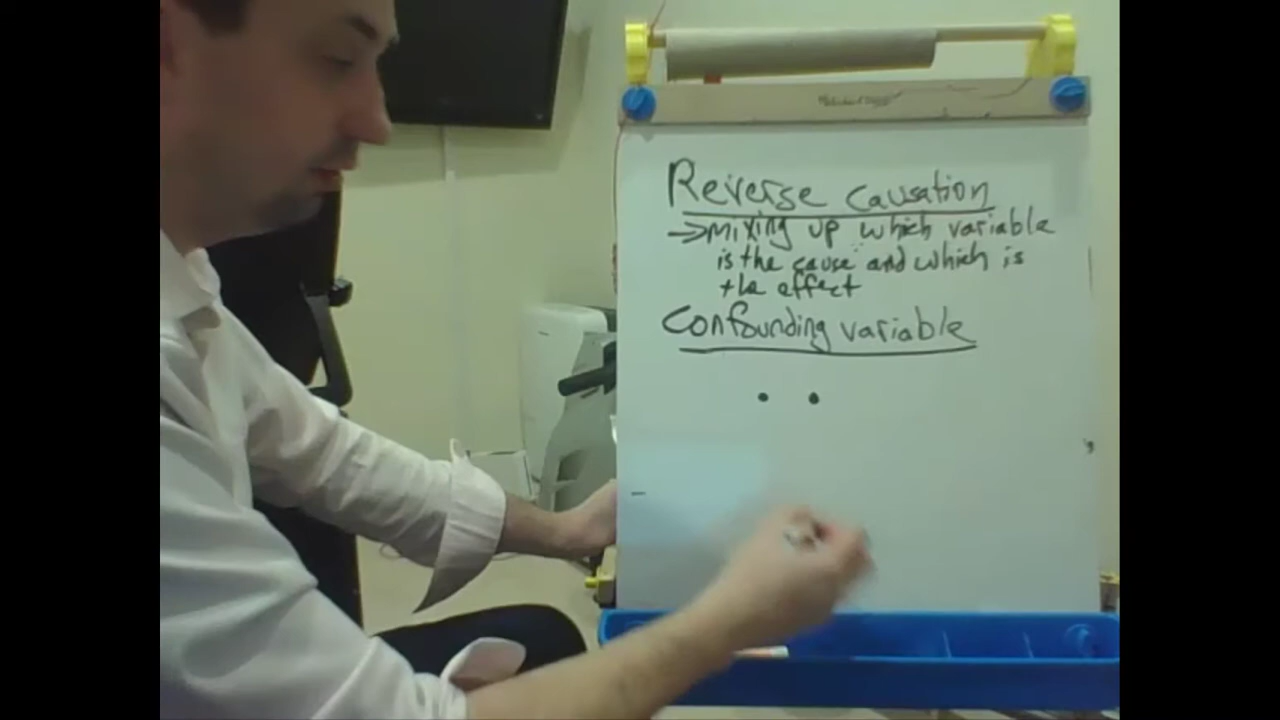 Reverse causation
→mixing up which variable
is the cause and which is
the effect
Confounding variable